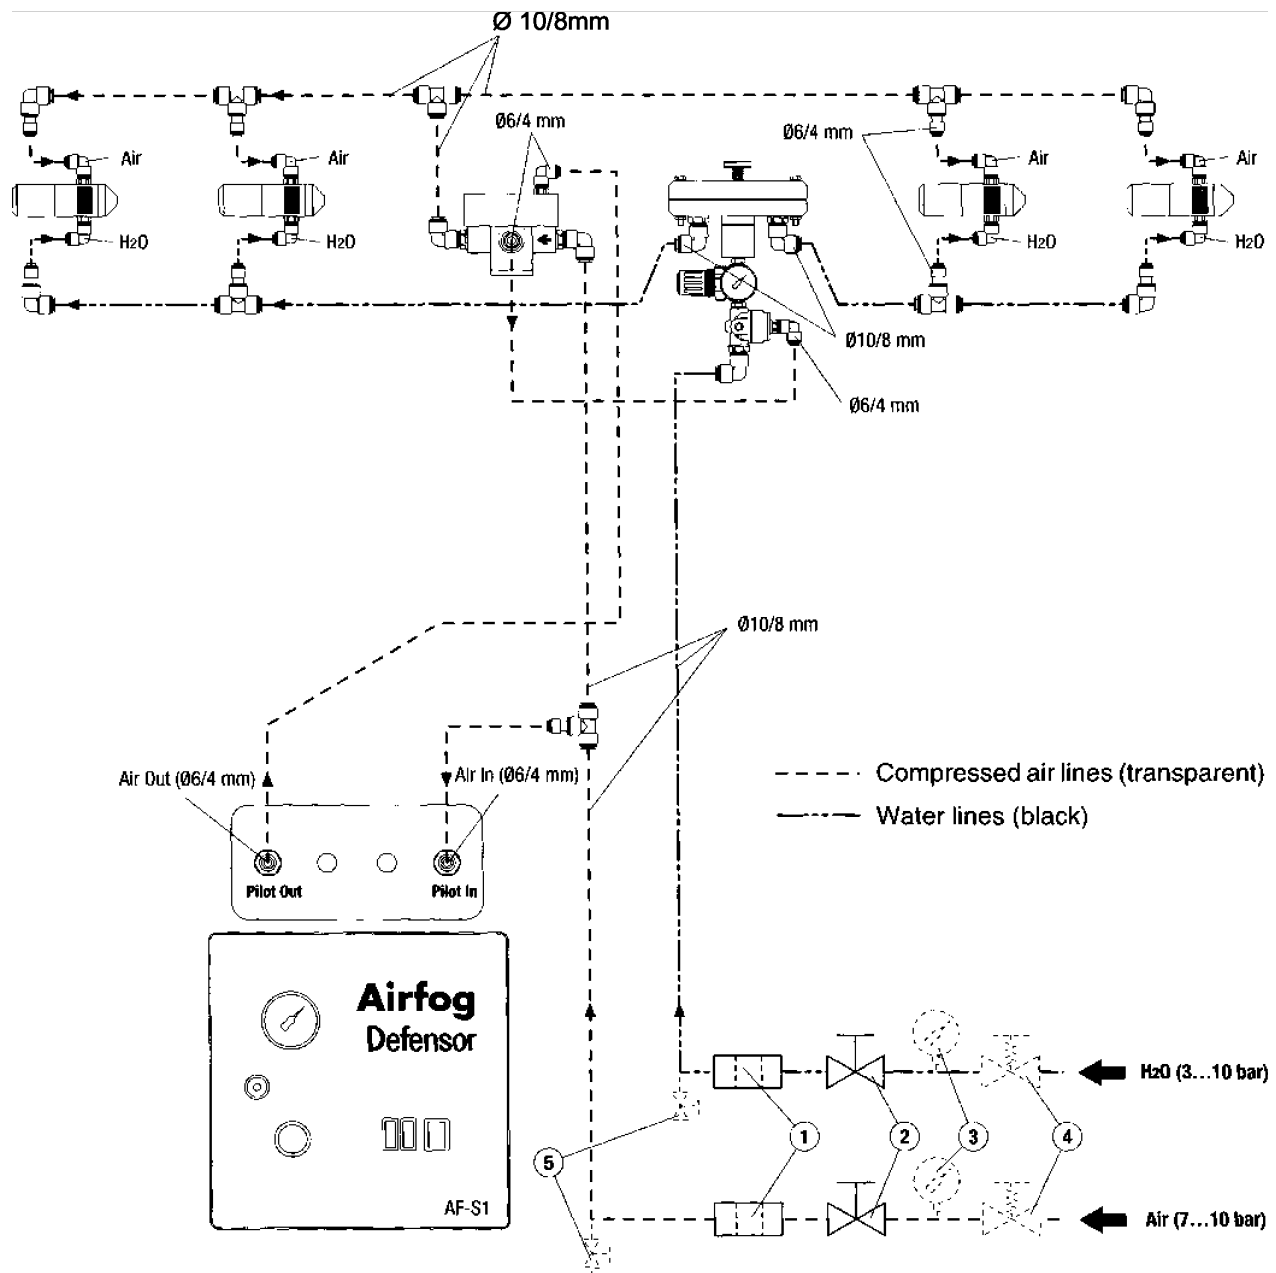 Ø 10/8mm
Ø6/4 mm
Ø6/4 mm
Air
Air
Air
Air
H2O
H2O
H2O
H2O
Ø10/8 mm
Ø6/4 mm
Ø10/8 mm
Air Out (Ø6/4 mm)
Air In (Ø6/4 mm)
Compressed air lines (transparent)
Water lines (black)
Pilot Out
Pilot In
Airfog
Defensor
AF-S1
H2O (3...10 bar)
1
2
3
4
5
Air (7...10 bar)